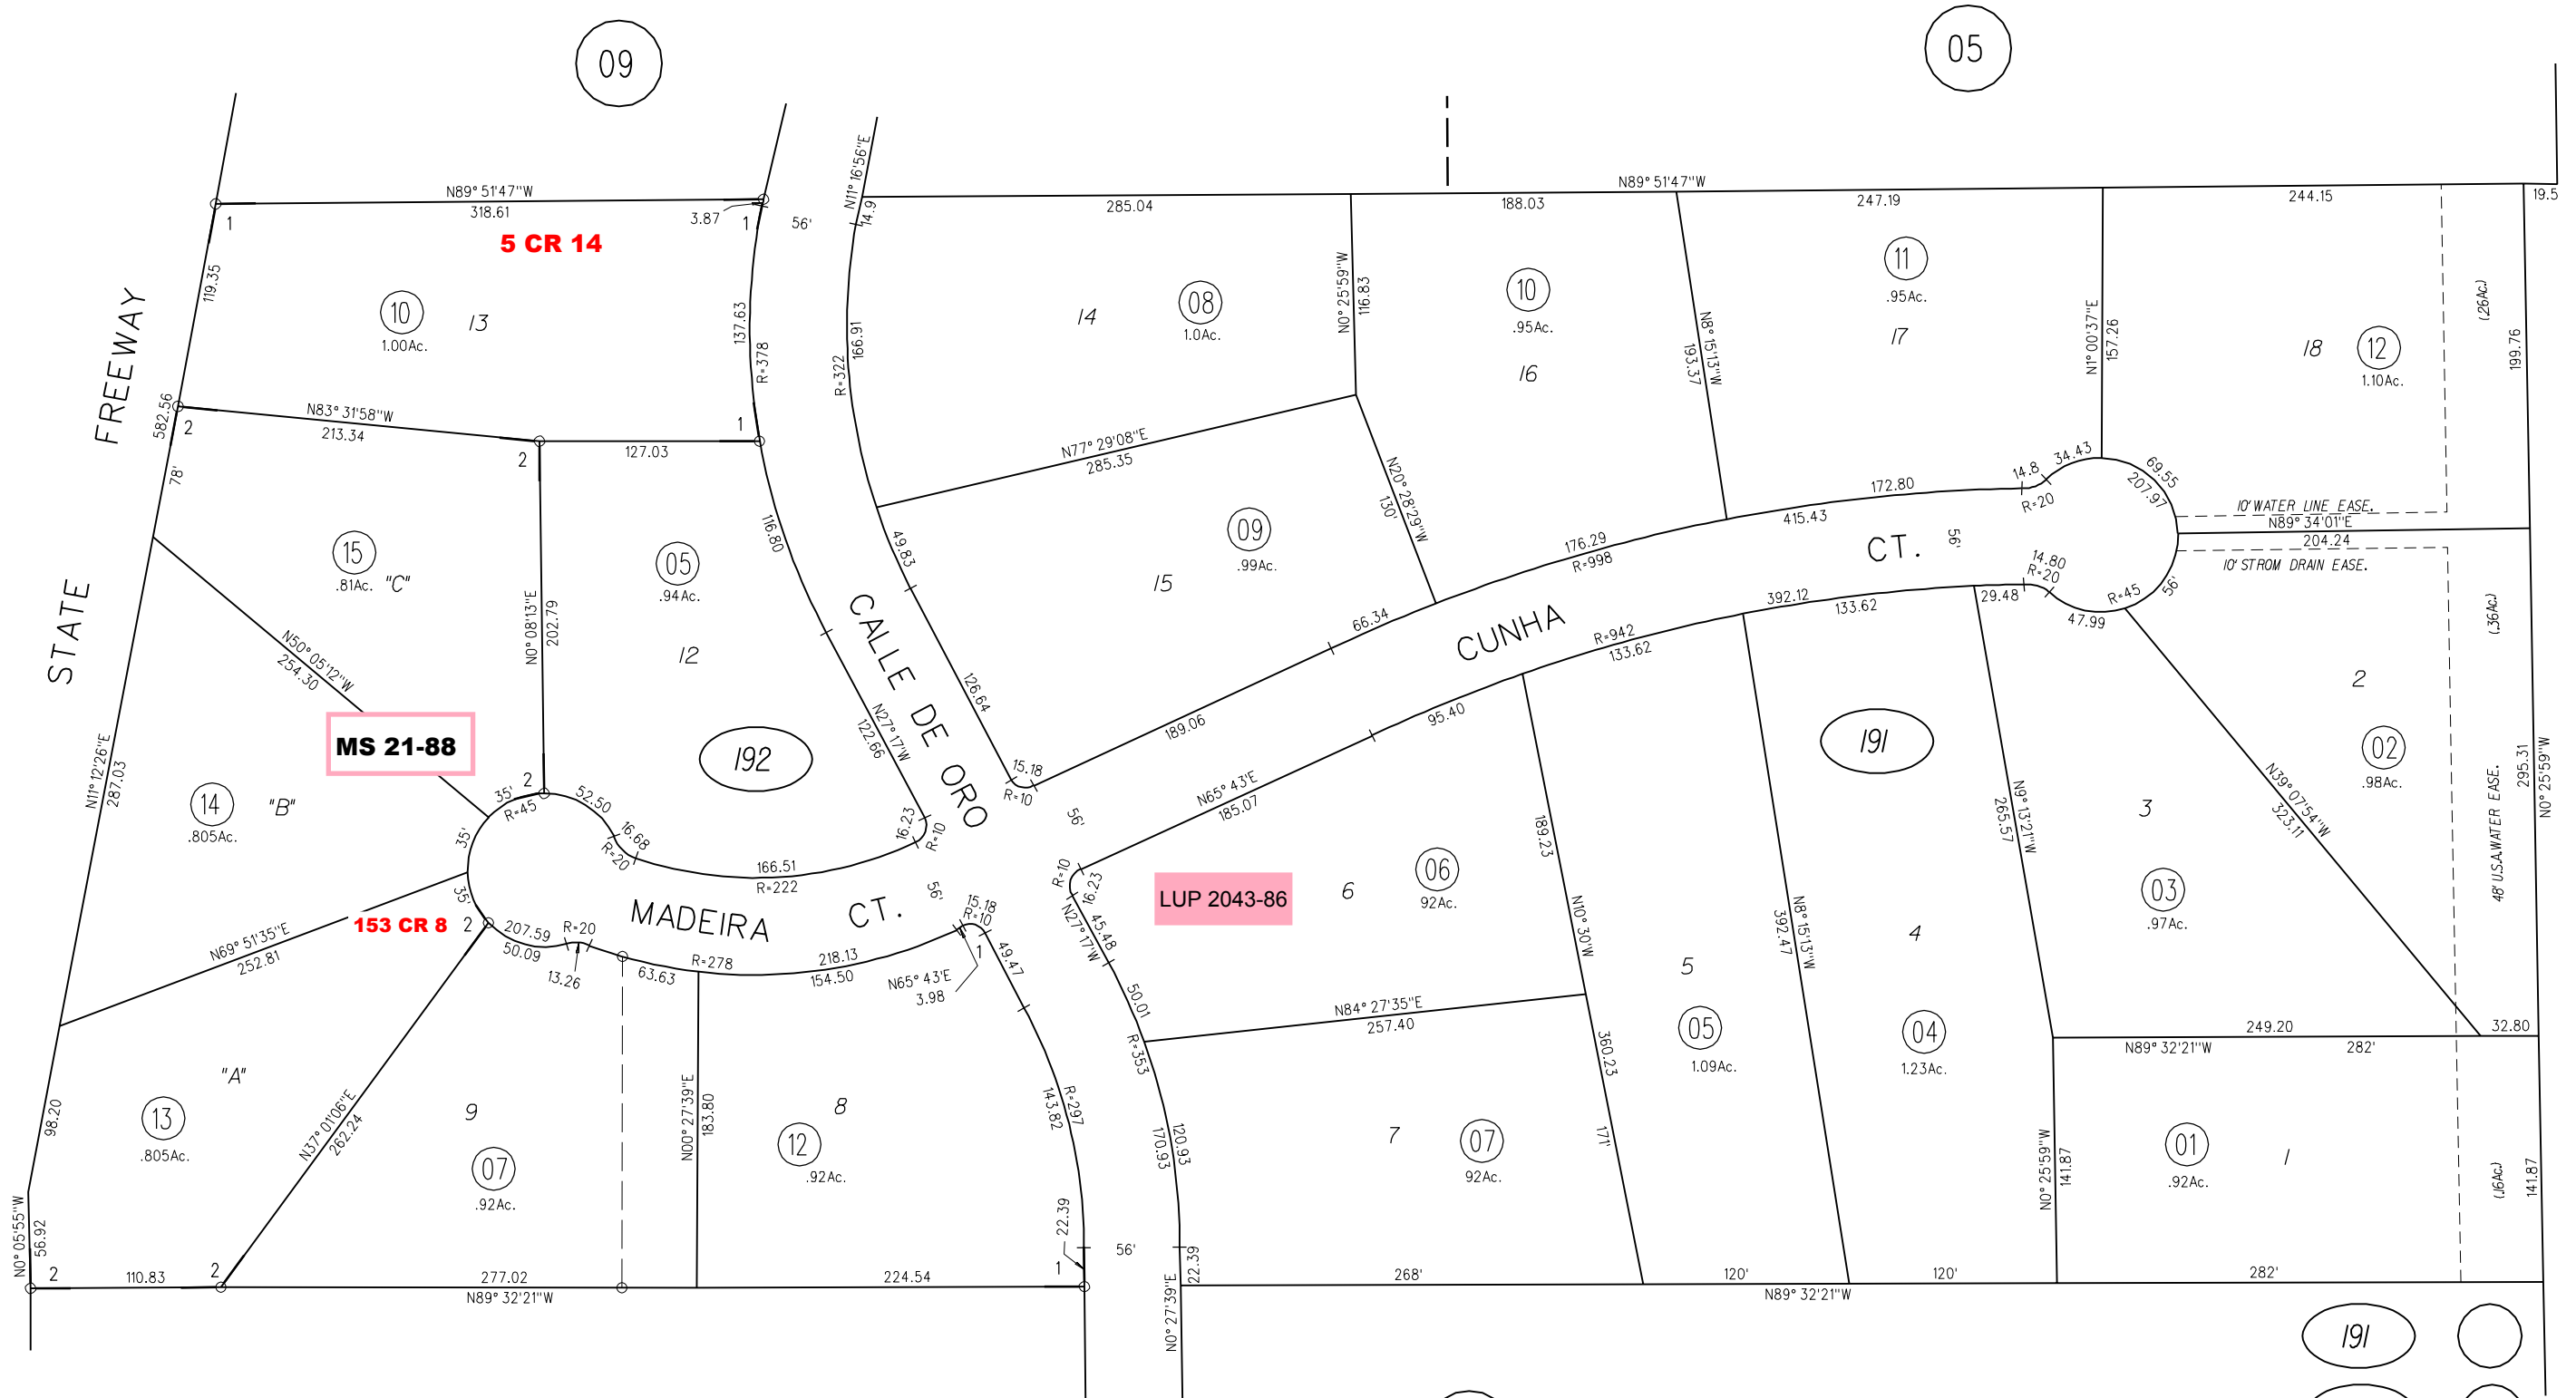 09
05
N89° 51'47"W
318.61
3.87
1
1
5 CR 14
56'
N11° 16'56"E
14.9
285.04
188.03
N89° 51'47"W
247.19
244.15
19.5
STATE FREEWAY
119.35
10
1.00Ac.
13
137.63
R=378
R=322
166.91
14
08
1.0Ac.
N0° 25'59"W
116.83
10
.95Ac.
16
N8° 15'13"W
193.37
11
.95Ac.
17
N1° 00'37"E
157.26
18
12
1.10Ac.
(.26Ac.)
199.76
582.56
2
N83° 31'58"W
213.34
1
2
127.03
78'
N77° 29'08"E
285.35
N20° 28'29"W
130'
172.80
14.8
34.43
R=20
69.55
207.97
10' WATER LINE EASE.
N89° 34'01"E
204.24
10' STROM DRAIN EASE.
15
.81Ac.
"C"
05
.94Ac.
116.80
49.83
09
.99Ac.
15
176.29
R=998
415.43
CT.
56'
14.80
R=20
R=45
56'
47.99
29.48
N0° 08'13"E
202.79
12
CALLE DE ORO
126.64
66.34
CUNHA
392.12
133.62
R=942
133.62
(.36Ac.)
N50° 05'12"W
254.30
MS 21-88
N27° 17'W
122.66
189.06
95.40
192
191
2
02
.98Ac.
295.31
N0° 25'59"W
N11° 12'26"E
287.03
14
.805Ac.
"B"
2
35'
R=45
52.50
16.68
R=20
35'
16.23
R=10
15.18
R=10
56'
N65° 43'E
185.07
189.23
N9° 13'21"W
265.57
3
N39° 07'54"W
323.11
48' U.S.A.WATER EASE.
166.51
R=222
35'
153 CR 8
2
207.59
50.09
R=20
13.26
MADEIRA CT.
56'
15.18
R=10
R=10
16.23
LUP 2043-86
6
06
92Ac.
03
.97Ac.
N69° 51'35"E
252.81
63.63
R=278
218.13
154.50
N65° 43'E
3.98
1
49.47
N27° 17'W
45.48
N10° 30'W
5
N8° 15'13"W
392.47
4
50.01
R=353
N84° 27'35"E
257.40
05
1.09Ac.
04
1.23Ac.
249.20
32.80
N89° 32'21"W
282'
"A"
13
.805Ac.
98.20
N37° 01'06"E
262.24
9
07
.92Ac.
N00° 27'39"E
183.80
8
12
.92Ac.
R=297
143.82
120.93
170.93
7
07
92Ac.
360.23
171'
N0° 25'59"W
141.87
01
.92Ac.
1
(.16Ac.)
141.87
N0° 05'55"W
56.92
2
110.83
2
277.02
N89° 32'21"W
224.54
22.39
1
56'
22.39
N0° 27'39"E
268'
120'
N89° 32'21"W
120'
282'
191